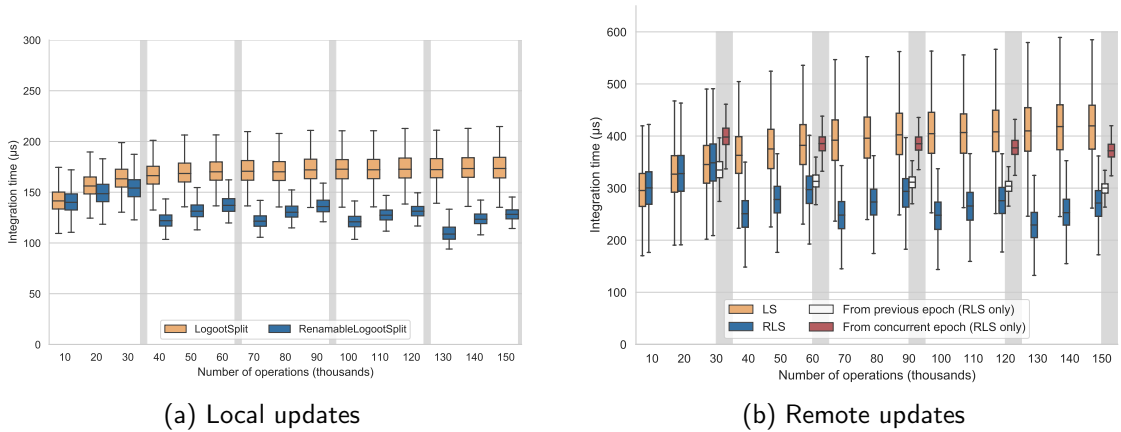 300
250
200
150
100
50
0
Integration time (μs)
LogootSplit
RenamableLogootSplit
10 20 30 40 50 60 70 80 90 100 110 120 130 140 150
Number of operations (thousands)
(a) Local updates
600
500
400
300
200
100
0
Integration time (μs)
LS
RLS
From previous epoch (RLS only)
From concurrent epoch (RLS only)
10 20 30 40 50 60 70 80 90 100 110 120 130 140 150
Number of operations (thousands)
(b) Remote updates